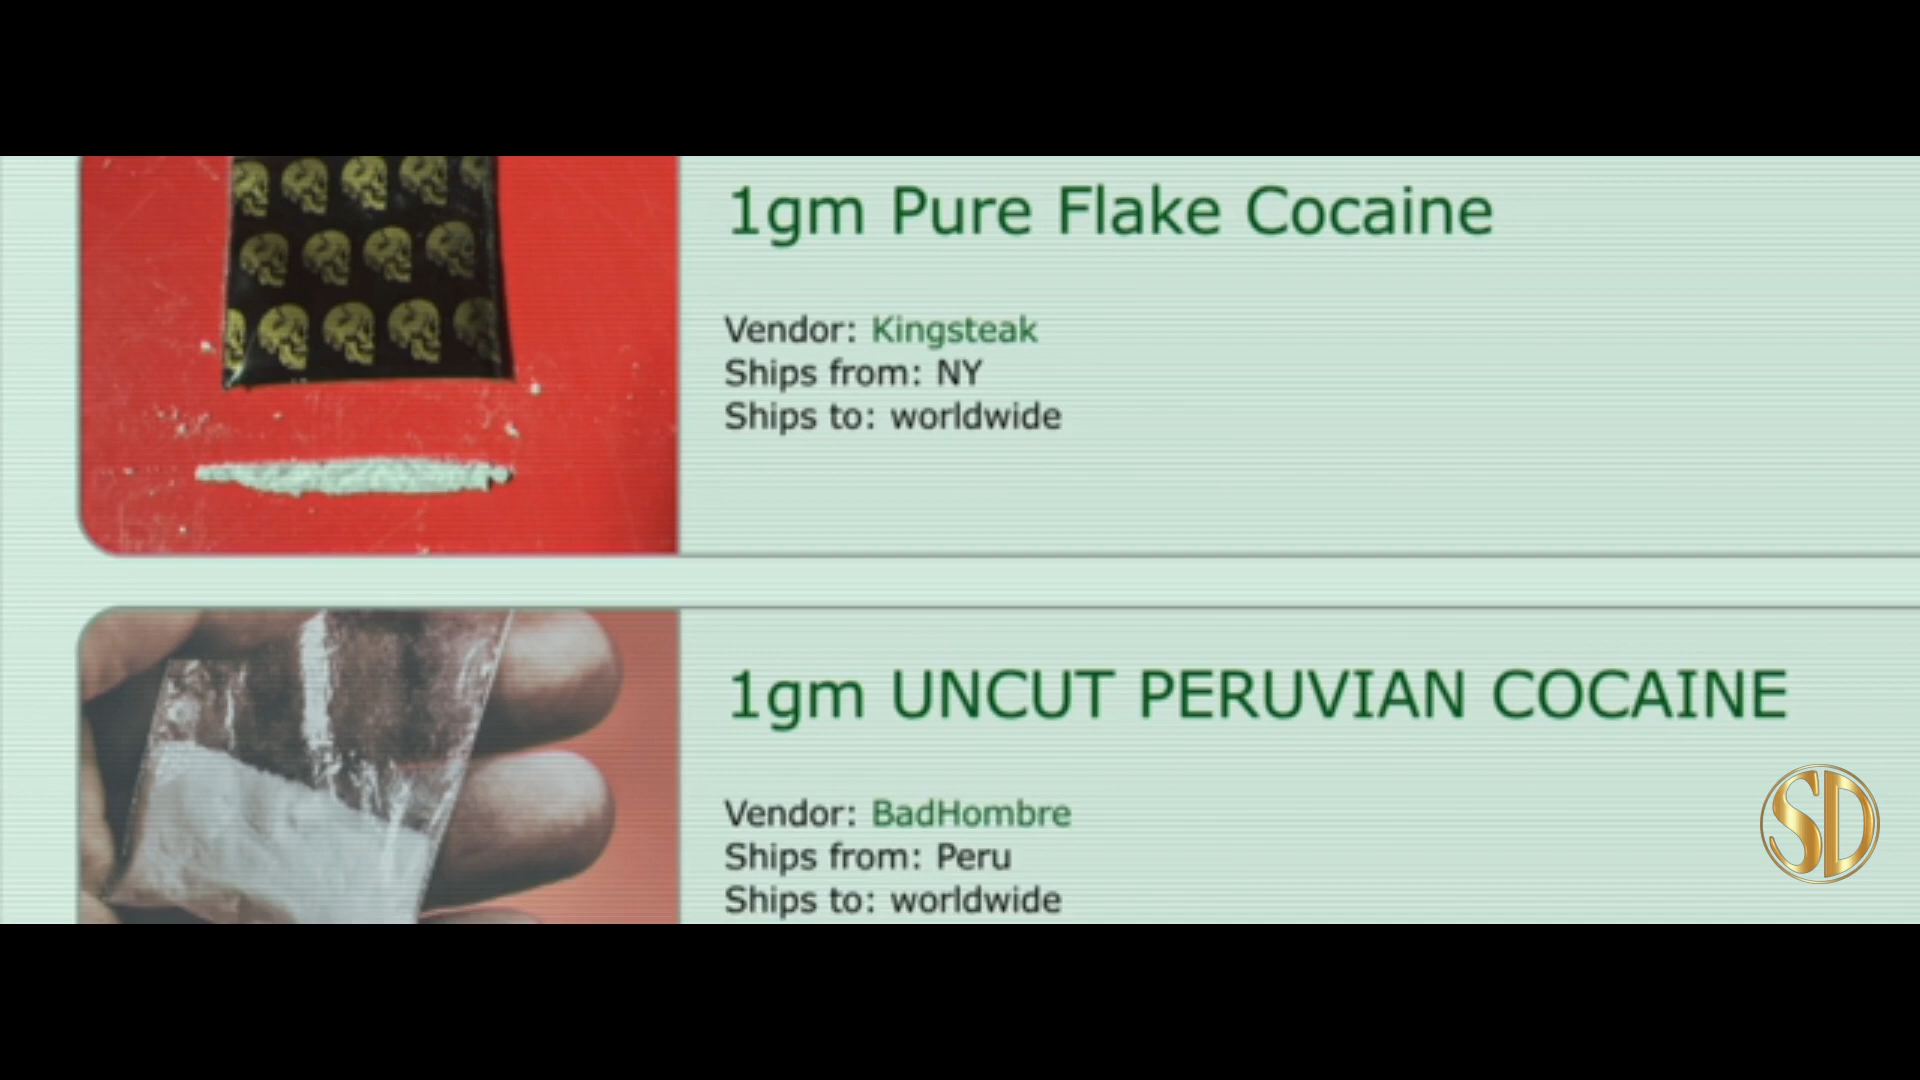 1gm Pure Flake Cocaine
Vendor: Kingsteak
Ships from: NY
Ships to: worldwide
1gm UNCUT PERUVIAN COCAINE
Vendor: BadHombre
Ships from: Peru
Ships to: worldwide
SD